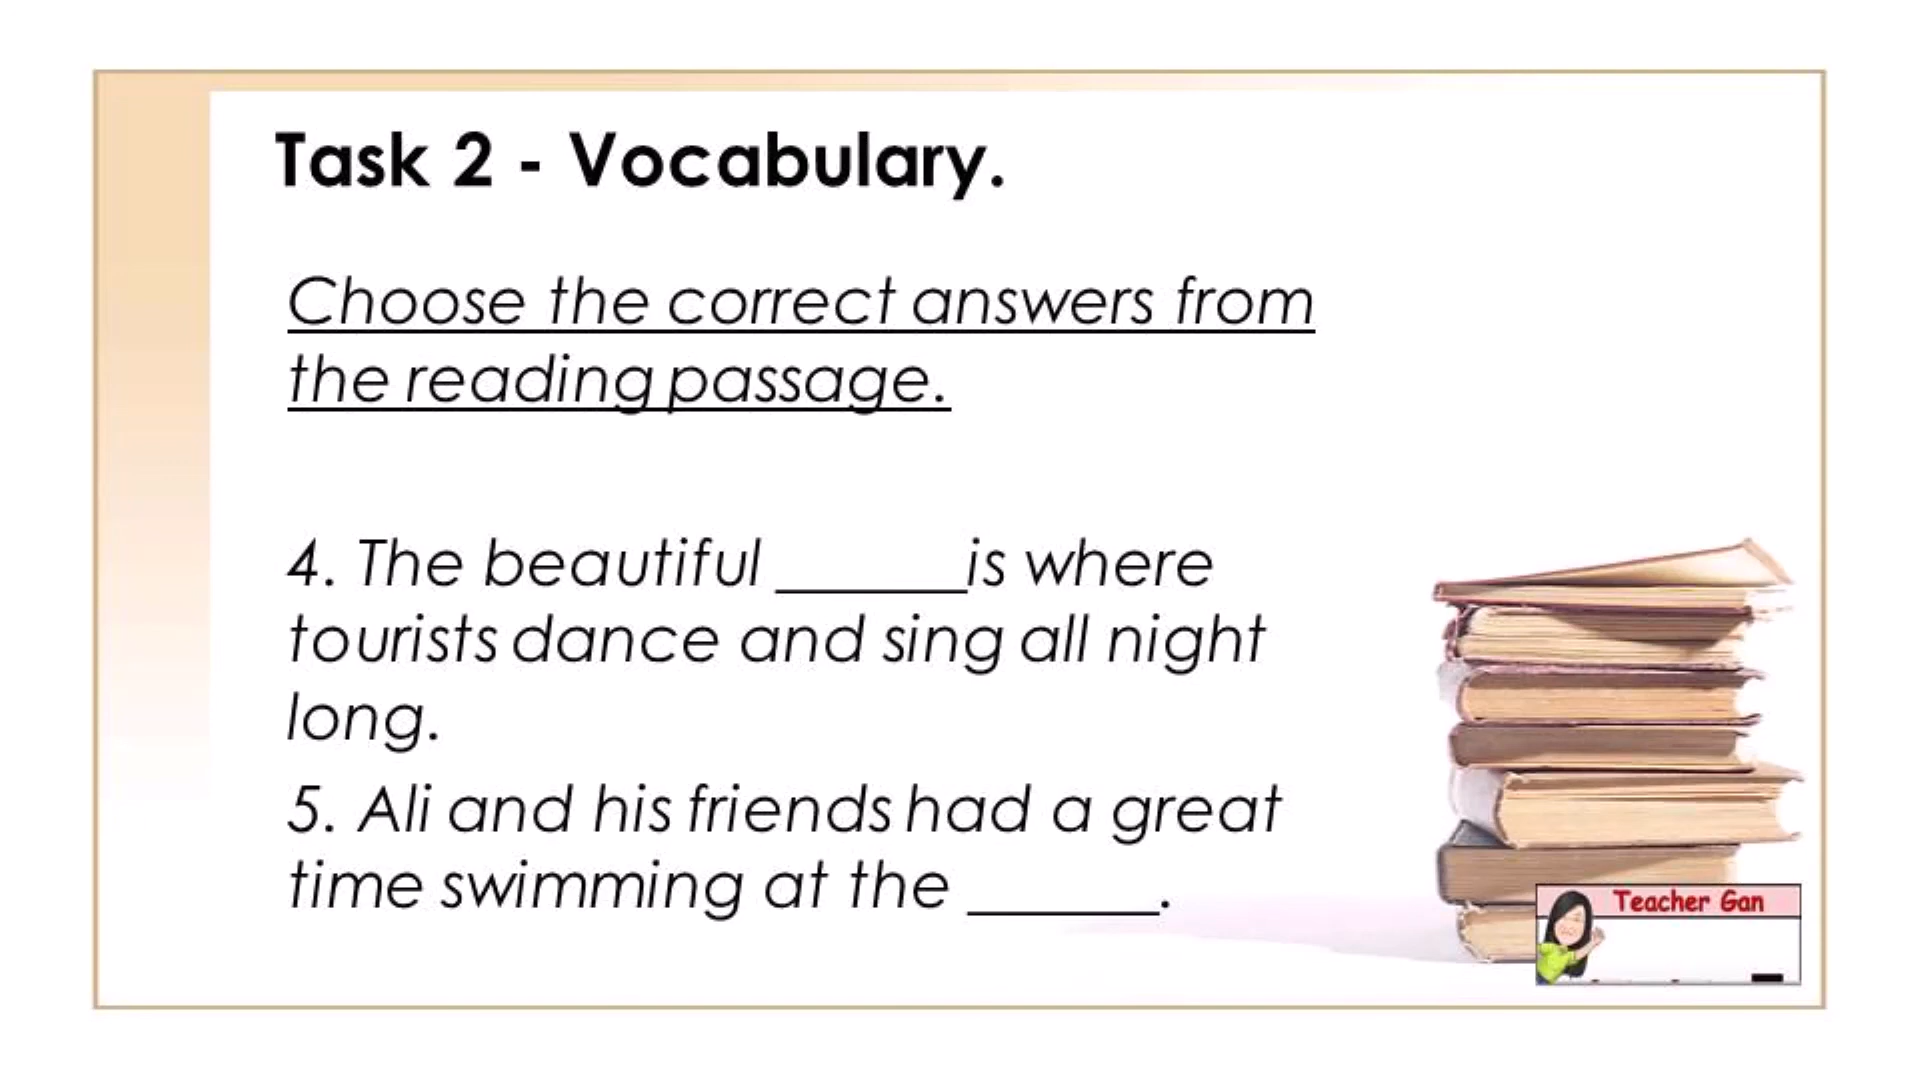 Task 2 - Vocabulary.
Choose the correct answers from
the reading passage.
4. The beautiful ______is where
tourists dance and sing all night
long.
5. Ali and his friends had a great
time swimming at the ______.
Teacher Gan